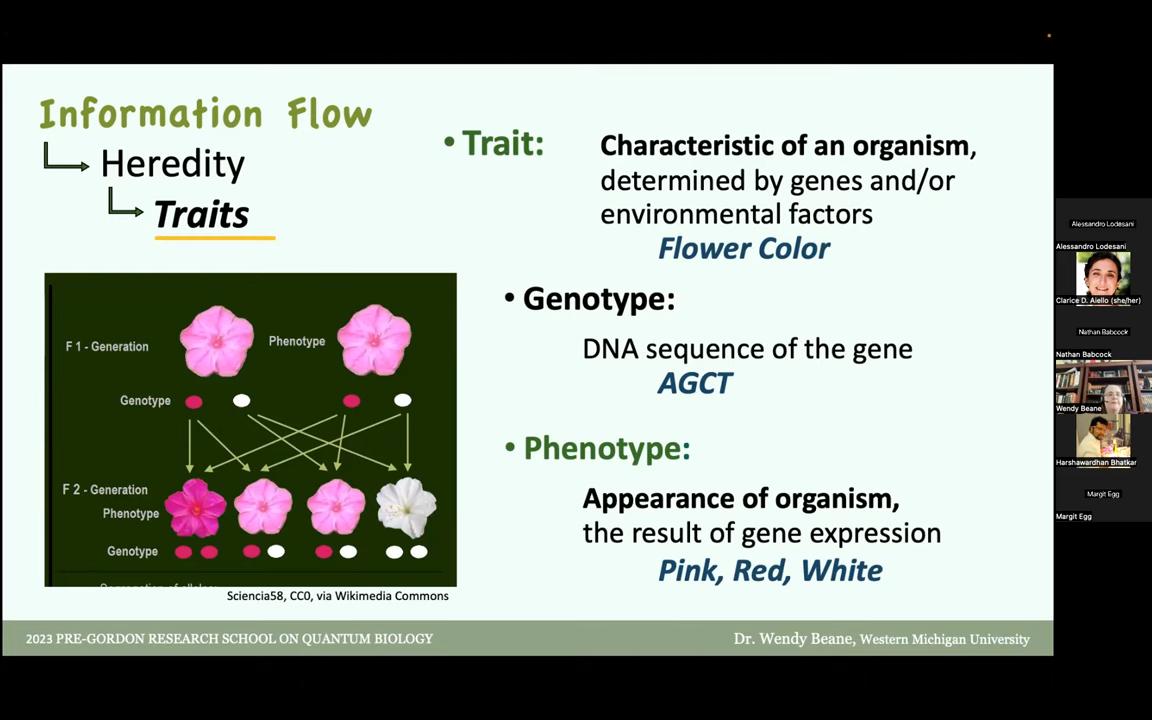 Information Flow
Heredity
Traits
• Trait:
Characteristic of an organism,
determined by genes and/or
environmental factors
Flower Color
• Genotype:
DNA sequence of the gene
AGCT
• Phenotype:
Appearance of organism,
the result of gene expression
Pink, Red, White
F 1 - Generation
Phenotype
Genotype
F 2 - Generation
Phenotype
Genotype
Sciencia58, CC0, via Wikimedia Commons
2023 PRE-GORDON RESEARCH SCHOOL ON QUANTUM BIOLOGY
Dr. Wendy Beane, Western Michigan University
Alessandro Lodesani
Alessandro Lodesani
Clarice D. Aiello (she/her)
Nathan Babcock
Nathan Babcock
Wendy Beane
Harshawardhan Bhatkar
Margit Egg
Margit Egg